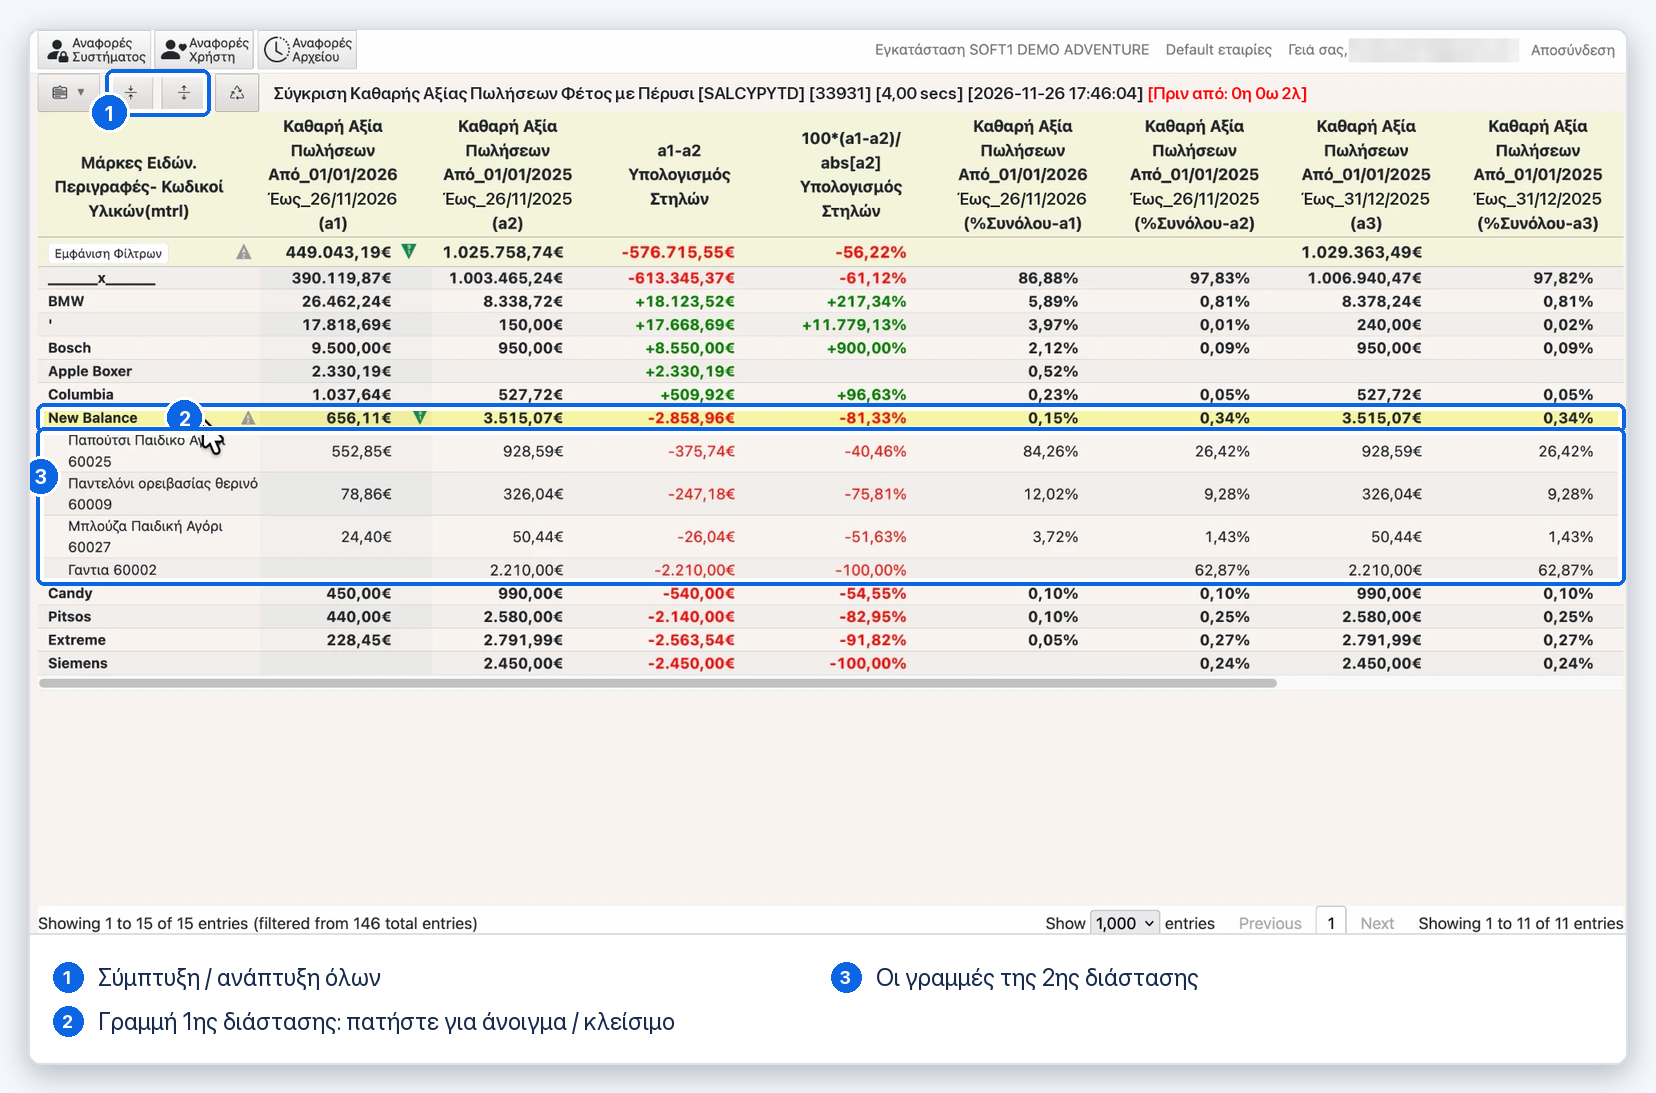 Αναφορές Συστήματος Αναφορές Χρήστη Αναφορές Αρχείου Εγκατάσταση SOFT1 DEMO ADVENTURE Default εταιρίες Γειά σας, Αποσύνδεση
1 Σύγκριση Καθαρής Αξίας Πωλήσεων Φέτος με Πέρυσι [SALCYPYTD] [33931] [4,00 secs] [2026-11-26 17:46:04] [Πριν από: 0η 0ω 2λ]
Μάρκες Ειδών. Περιγραφές- Κωδικοί Υλικών(mtrl)
Καθαρή Αξία Πωλήσεων Από_01/01/2026 Έως_26/11/2026 (a1)
Καθαρή Αξία Πωλήσεων Από_01/01/2025 Έως_26/11/2025 (a2)
a1-a2 Υπολογισμός Στηλών
100*(a1-a2)/ abs[a2] Υπολογισμός Στηλών
Καθαρή Αξία Πωλήσεων Από_01/01/2026 Έως_26/11/2026 (%Συνόλου-a1)
Καθαρή Αξία Πωλήσεων Από_01/01/2025 Έως_26/11/2025 (%Συνόλου-a2)
Καθαρή Αξία Πωλήσεων Από_01/01/2025 Έως_31/12/2025 (a3)
Καθαρή Αξία Πωλήσεων Από_01/01/2025 Έως_31/12/2025 (%Συνόλου-a3)
Εμφάνιση Φίλτρων 449.043,19€ 1.025.758,74€ -576.715,55€ -56,22% 1.029.363,49€
______x______ 390.119,87€ 1.003.465,24€ -613.345,37€ -61,12% 86,88% 97,83% 1.006.940,47€ 97,82%
BMW 26.462,24€ 8.338,72€ +18.123,52€ +217,34% 5,89% 0,81% 8.378,24€ 0,81%
' 17.818,69€ 150,00€ +17.668,69€ +11.779,13% 3,97% 0,01% 240,00€ 0,02%
Bosch 9.500,00€ 950,00€ +8.550,00€ +900,00% 2,12% 0,09% 950,00€ 0,09%
Apple Boxer 2.330,19€ +2.330,19€ 0,52%
Columbia 1.037,64€ 527,72€ +509,92€ +96,63% 0,23% 0,05% 527,72€ 0,05%
New Balance 2 656,11€ 3.515,07€ -2.858,96€ -81,33% 0,15% 0,34% 3.515,07€ 0,34%
3
Παπούτσι Παιδικο
60025 552,85€ 928,59€ -375,74€ -40,46% 84,26% 26,42% 928,59€ 26,42%
Παντελόνι ορειβασίας θερινό
60009 78,86€ 326,04€ -247,18€ -75,81% 12,02% 9,28% 326,04€ 9,28%
Μπλούζα Παιδική Αγόρι
60027 24,40€ 50,44€ -26,04€ -51,63% 3,72% 1,43% 50,44€ 1,43%
Γαντια 60002 2.210,00€ -2.210,00€ -100,00% 62,87% 2.210,00€ 62,87%
Candy 450,00€ 990,00€ -540,00€ -54,55% 0,10% 0,10% 990,00€ 0,10%
Pitsos 440,00€ 2.580,00€ -2.140,00€ -82,95% 0,10% 0,25% 2.580,00€ 0,25%
Extreme 228,45€ 2.791,99€ -2.563,54€ -91,82% 0,05% 0,27% 2.791,99€ 0,27%
Siemens 2.450,00€ -2.450,00€ -100,00% 0,24% 2.450,00€ 0,24%
Showing 1 to 15 of 15 entries (filtered from 146 total entries) Show 1,000 entries Previous 1 Next Showing 1 to 11 of 11 entries
1 Σύμπτυξη / ανάπτυξη όλων
2 Γραμμή 1ης διάστασης: πατήστε για άνοιγμα / κλείσιμο
3 Οι γραμμές της 2ης διάστασης